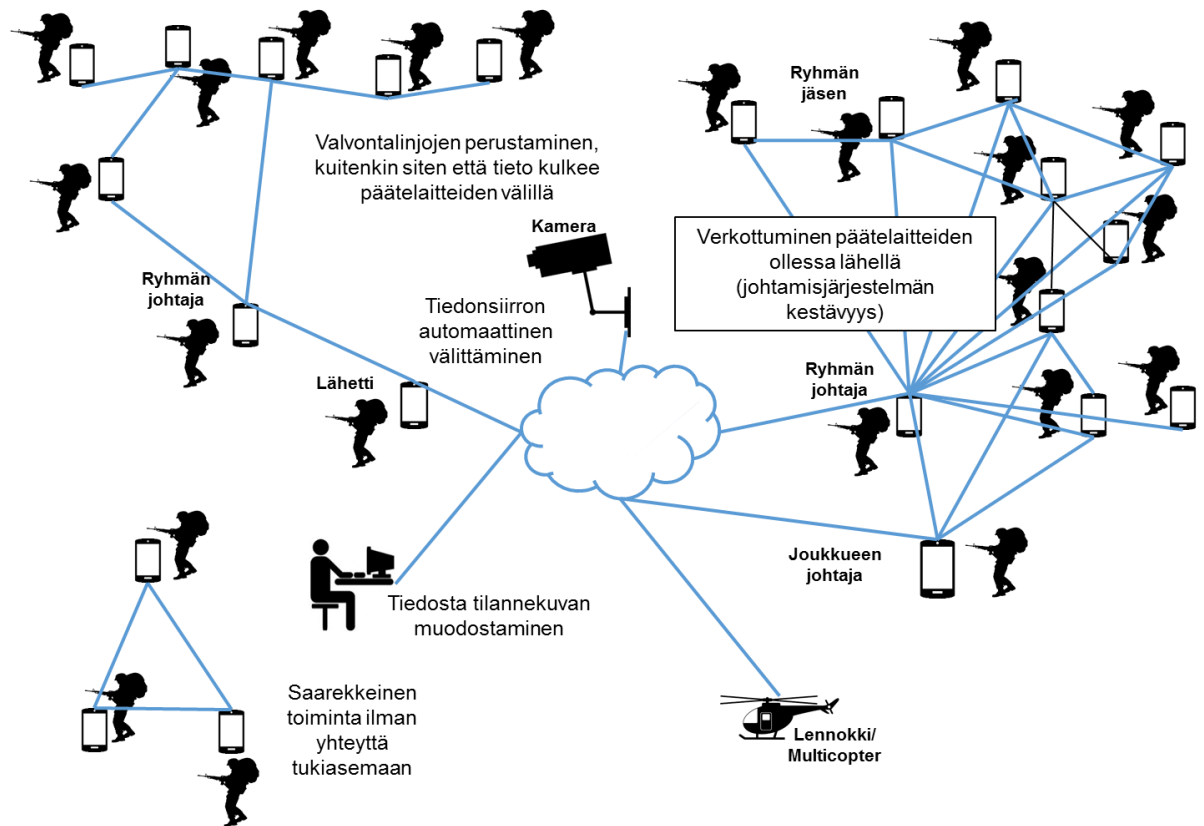 Ryhmän
jäsen
Valvontalinjojen perustaminen,
kuitenkin siten että tieto kulkee
päätelaitteiden välillä
Kamera
Verkottuminen päätelaitteiden
ollessa lähellä
(johtamisjärjestelmän
kestävyys)
Ryhmän
johtaja
Tiedonsiirron
automaattinen
välittäminen
Lähetti
Ryhmän
johtaja
Joukkueen
johtaja
Tiedosta tilannekuvan
muodostaminen
Saarekkeinen
toiminta ilman
yhteyttä
tukiasemaan
Lennokki/
Multicopter